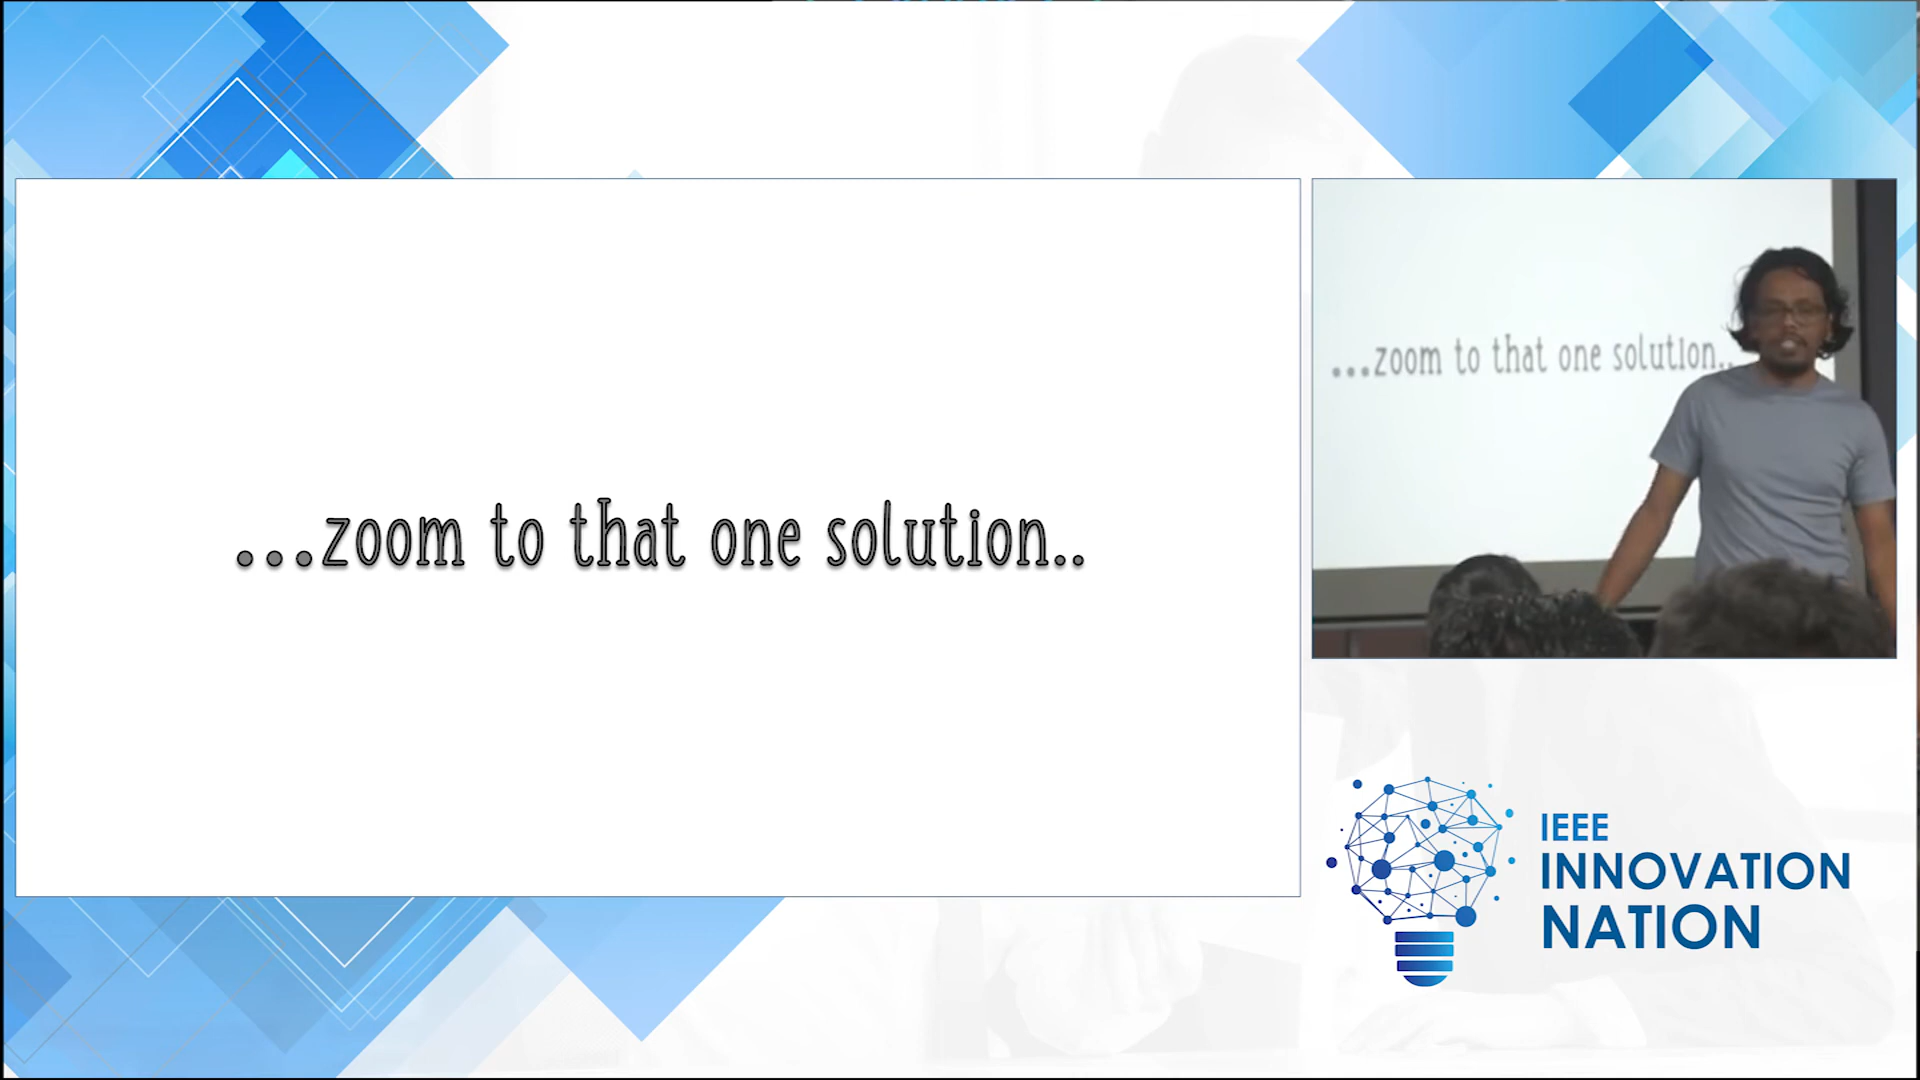 ...zoom to that one solution..
...zoom to that one solution..
IEEE
INNOVATION
NATION